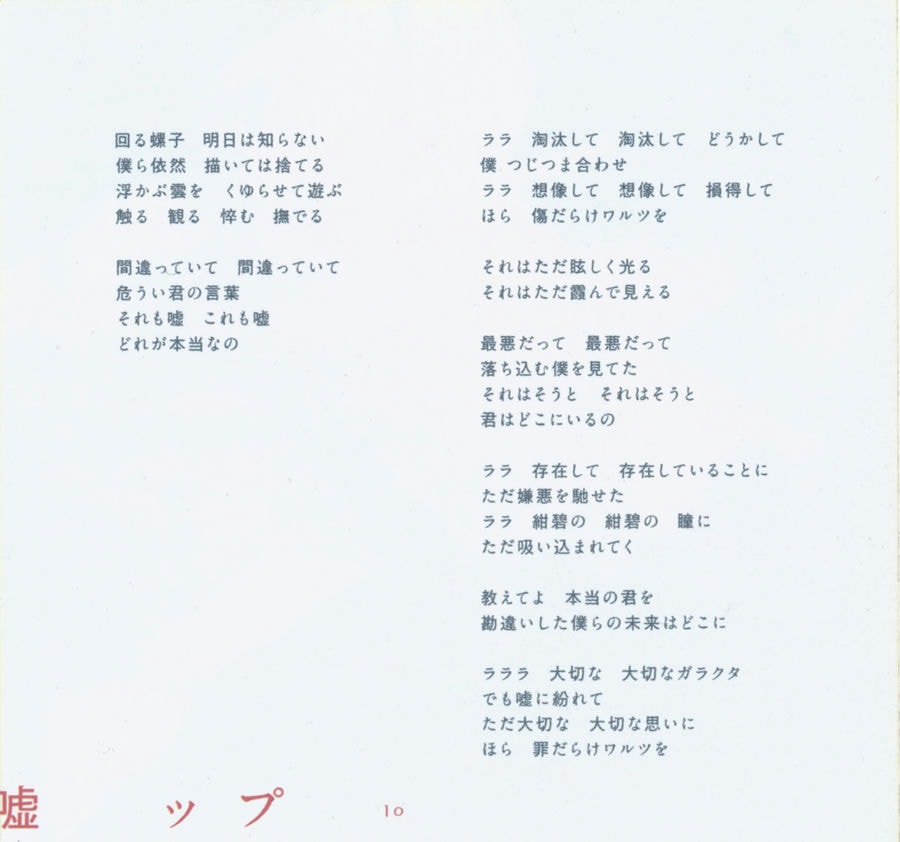 回る螺子　明日は知らない
僕ら依然　描いては捨てる
浮かぶ雲を　くゆらせて遊ぶ
触る　観る　悴む　撫でる
間違っていて　間違っていて
危うい君の言葉
それも嘘　これも嘘
どれが本当なの
ララ　淘汰して　淘汰して　どうかして
僕 つじつま合わせ
ララ　想像して　想像して　損得して
ほら　傷だらけワルツを
それはただ眩しく光る
それはただ霞んで見える
最悪だって　最悪だって
落ち込む僕を見てた
それはそうと　それはそうと
君はどこにいるの
ララ　存在して　存在していることに
ただ嫌悪を馳せた
ララ　紺碧の　紺碧の　瞳に
ただ吸い込まれてく
教えてよ　本当の君を
勘違いした僕らの未来はどこに
ラララ　大切な　大切なガラクタ
でも嘘に紛れて
ただ大切な　大切な思いに
ほら　罪だらけワルツを
嘘　ップ
10